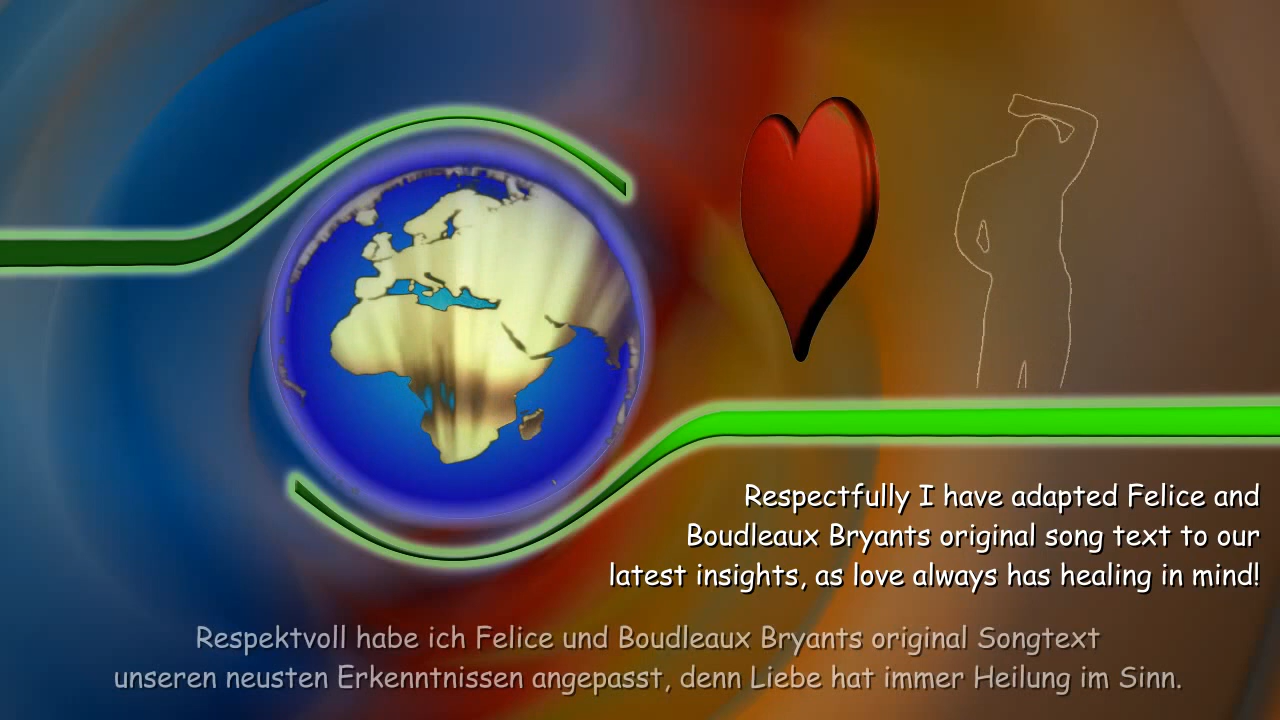 Respectfully I have adapted Felice and
Boudleaux Bryants original song text to our
latest insights, as love always has healing in mind!
Respektvoll habe ich Felice und Boudleaux Bryants original Songtext
unseren neusten Erkenntnissen angepasst, denn Liebe hat immer Heilung im Sinn.